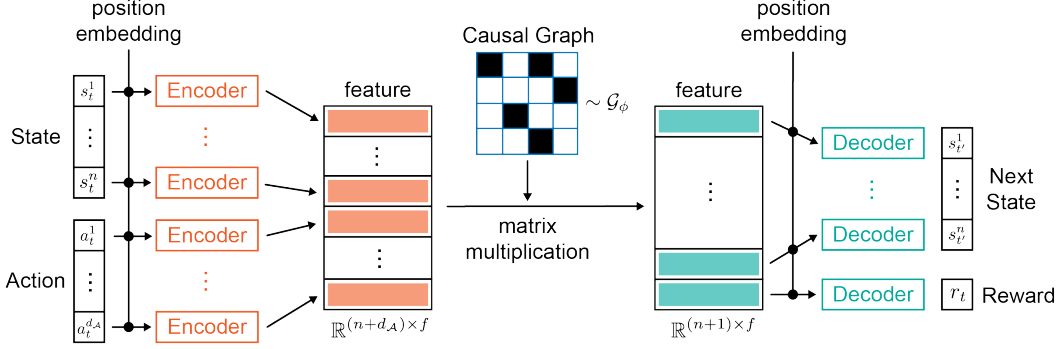 position
embedding
State
Action
s_t^1
⋮
s_t^n
a_t^1
⋮
a_t^{d_𝒜}
Encoder
⋮
Encoder
Encoder
⋮
Encoder
feature
⋮
⋮
ℝ^{(n+d_𝒜)×f}
Causal Graph
∼ 𝒢_ϕ
matrix
multiplication
feature
⋮
ℝ^{(n+1)×f}
position
embedding
Decoder
⋮
Decoder
Decoder
s_{t'}^1
⋮
s_{t'}^n
r_t
Next
State
Reward